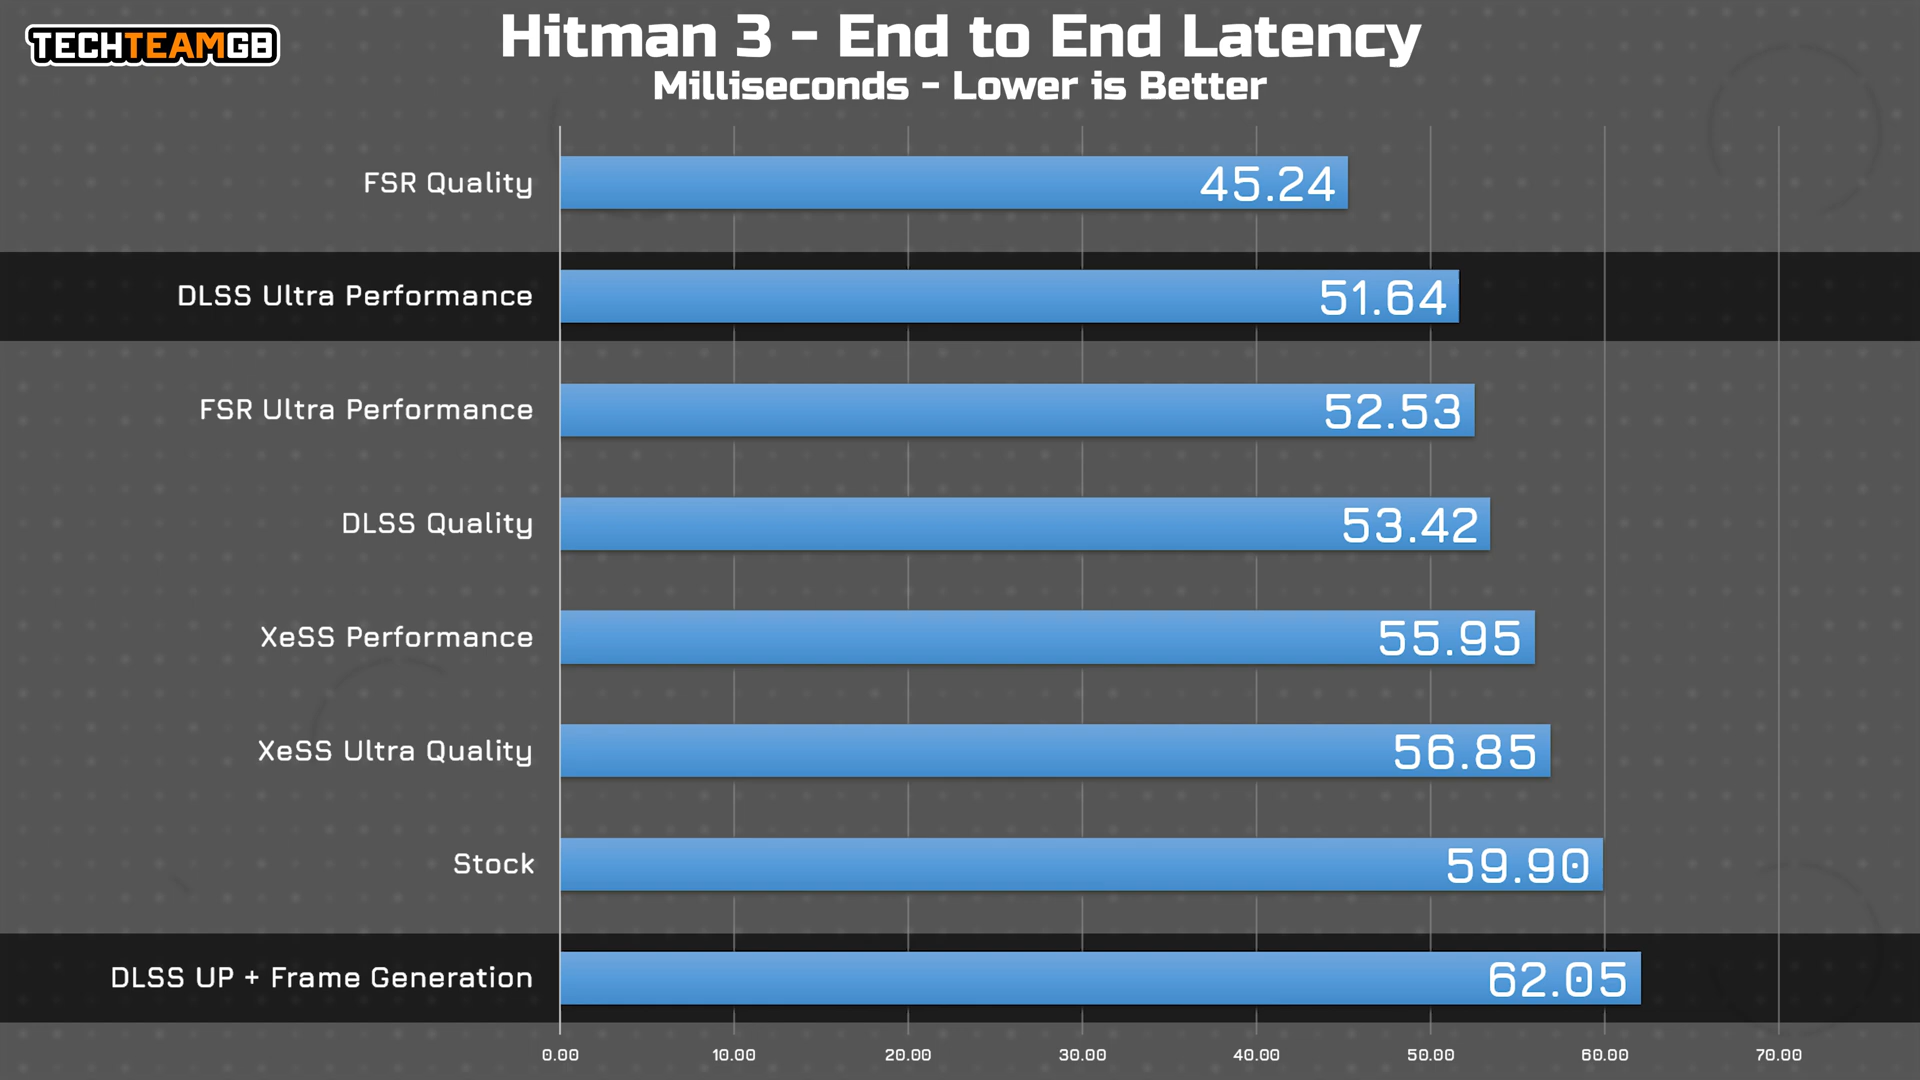 TECHTEAMGB
Hitman 3 - End to End Latency
Milliseconds - Lower is Better
FSR Quality 45.24
DLSS Ultra Performance 51.64
FSR Ultra Performance 52.53
DLSS Quality 53.42
XeSS Performance 55.95
XeSS Ultra Quality 56.85
Stock 59.90
DLSS UP + Frame Generation 62.05
0.00 10.00 20.00 30.00 40.00 50.00 60.00 70.00